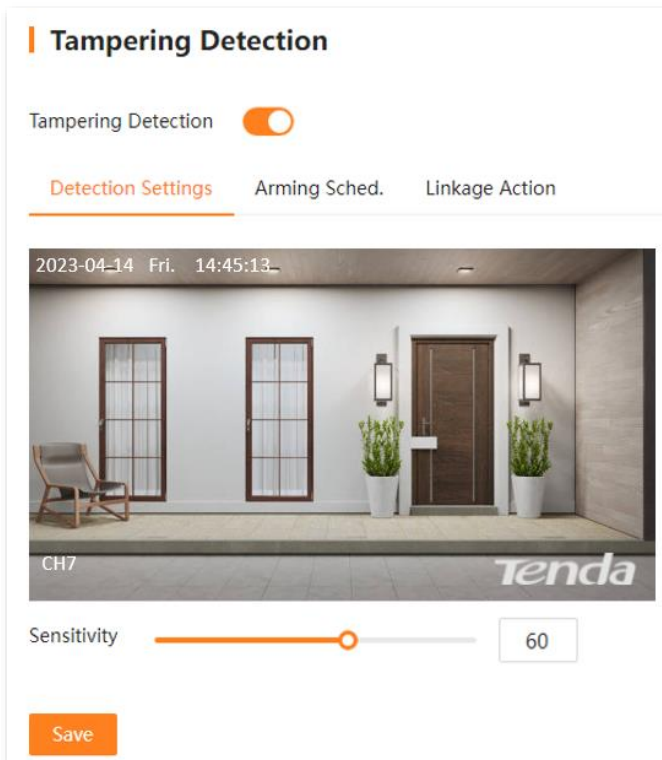 Tampering Detection
Tampering Detection
Detection Settings Arming Sched. Linkage Action
2023-04-14 Fri. 14:45:13
CH7
Tenda
Sensitivity 60
Save